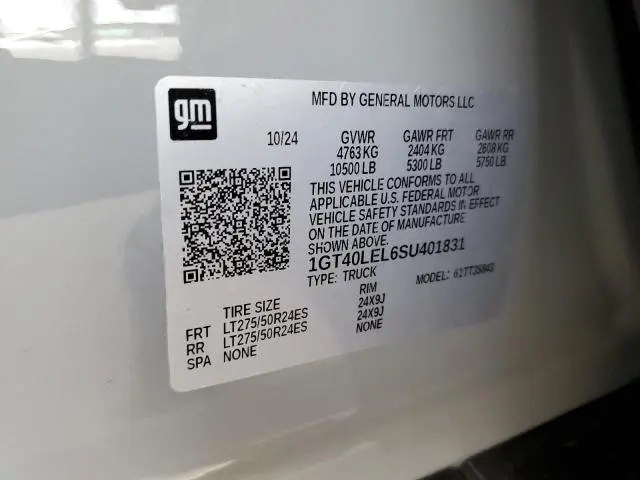 gm
MFD BY GENERAL MOTORS LLC
10/24 GVWR GAWR FRT GAWR RR
4763 KG 2404 KG 2608 KG
10500 LB 5300 LB 5750 LB
THIS VEHICLE CONFORMS TO ALL
APPLICABLE U.S. FEDERAL MOTOR
VEHICLE SAFETY STANDARDS IN EFFECT
ON THE DATE OF MANUFACTURE
SHOWN ABOVE.
1GT40LEL6SU401831
TYPE: TRUCK MODEL:
TIRE SIZE RIM
FRT LT275/50R24ES 24X9J
RR LT275/50R24ES 24X9J
SPA NONE NONE